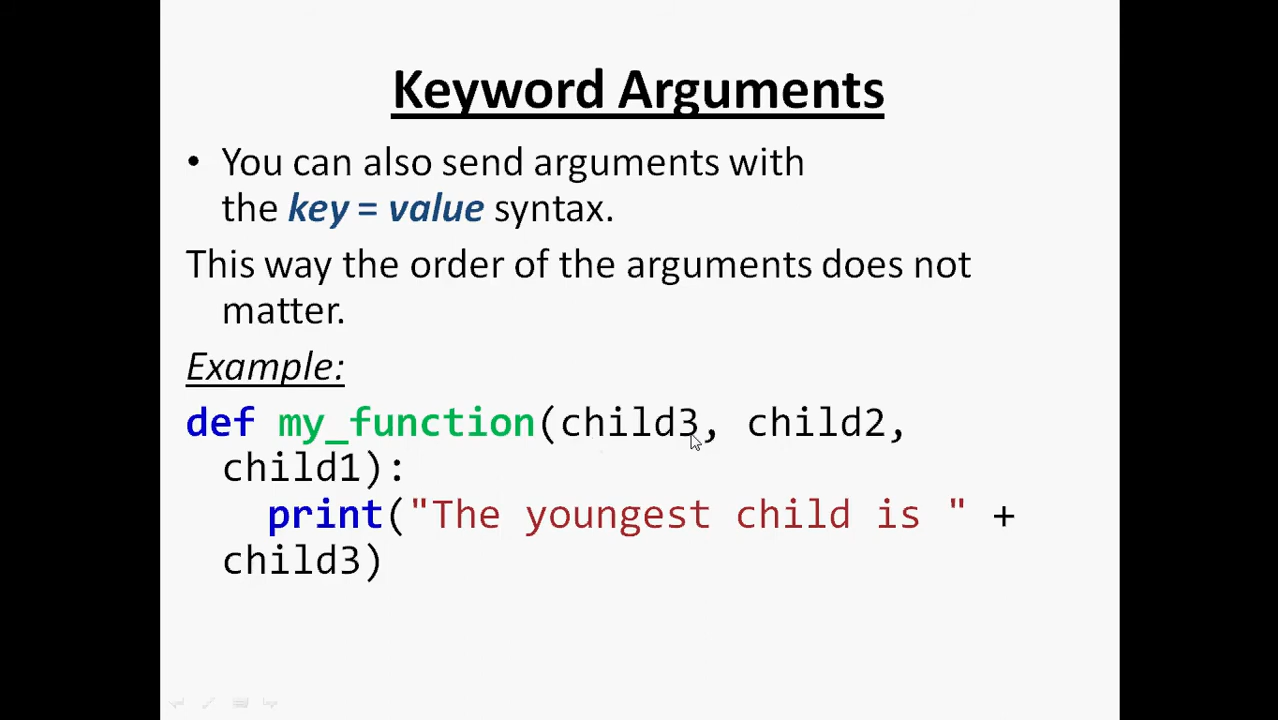 Keyword Arguments
• You can also send arguments with
the key = value syntax.
This way the order of the arguments does not
matter.
Example:
def my_function(child3, child2,
child1):
print("The youngest child is " +
child3)